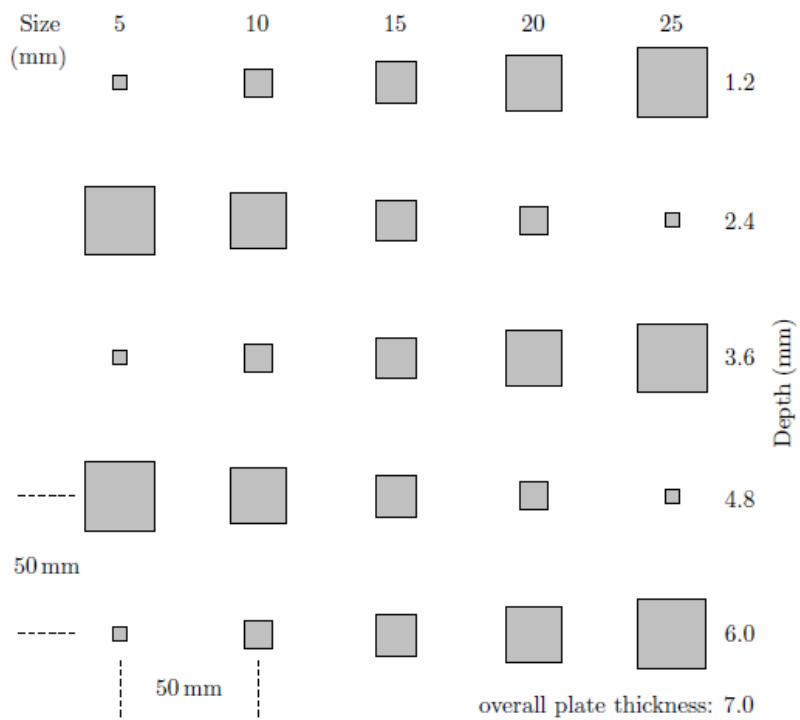 Size 5 10 15 20 25
(mm)
1.2
2.4
3.6
Depth (mm)
4.8
50 mm
6.0
50 mm
overall plate thickness: 7.0